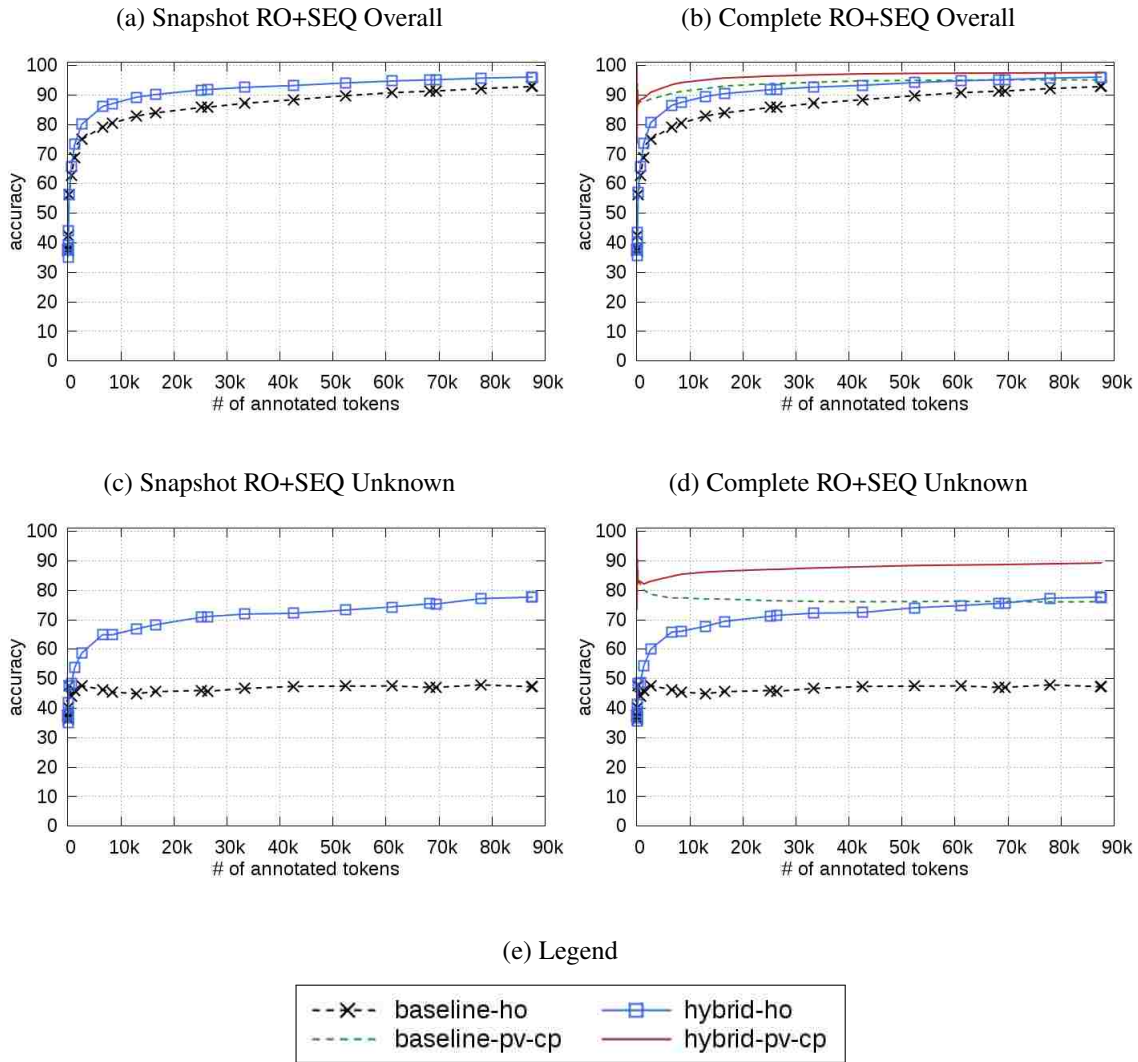 (a) Snapshot RO+SEQ Overall
(b) Complete RO+SEQ Overall
100
90
80
70
60
50
40
30
20
10
0
accuracy
0 10k 20k 30k 40k 50k 60k 70k 80k 90k
# of annotated tokens
100
90
80
70
60
50
40
30
20
10
0
accuracy
0 10k 20k 30k 40k 50k 60k 70k 80k 90k
# of annotated tokens
(c) Snapshot RO+SEQ Unknown
(d) Complete RO+SEQ Unknown
100
90
80
70
60
50
40
30
20
10
0
accuracy
0 10k 20k 30k 40k 50k 60k 70k 80k 90k
# of annotated tokens
100
90
80
70
60
50
40
30
20
10
0
accuracy
0 10k 20k 30k 40k 50k 60k 70k 80k 90k
# of annotated tokens
(e) Legend
baseline-ho
hybrid-ho
baseline-pv-cp
hybrid-pv-cp